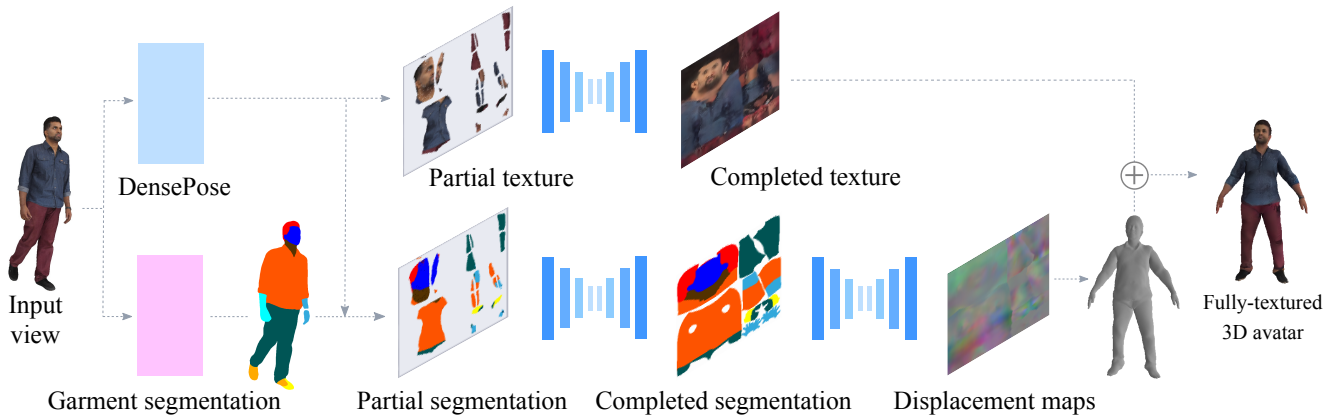 DensePose
Partial texture
Completed texture
Input
view
Fully-textured
3D avatar
Garment segmentation
Partial segmentation
Completed segmentation
Displacement maps